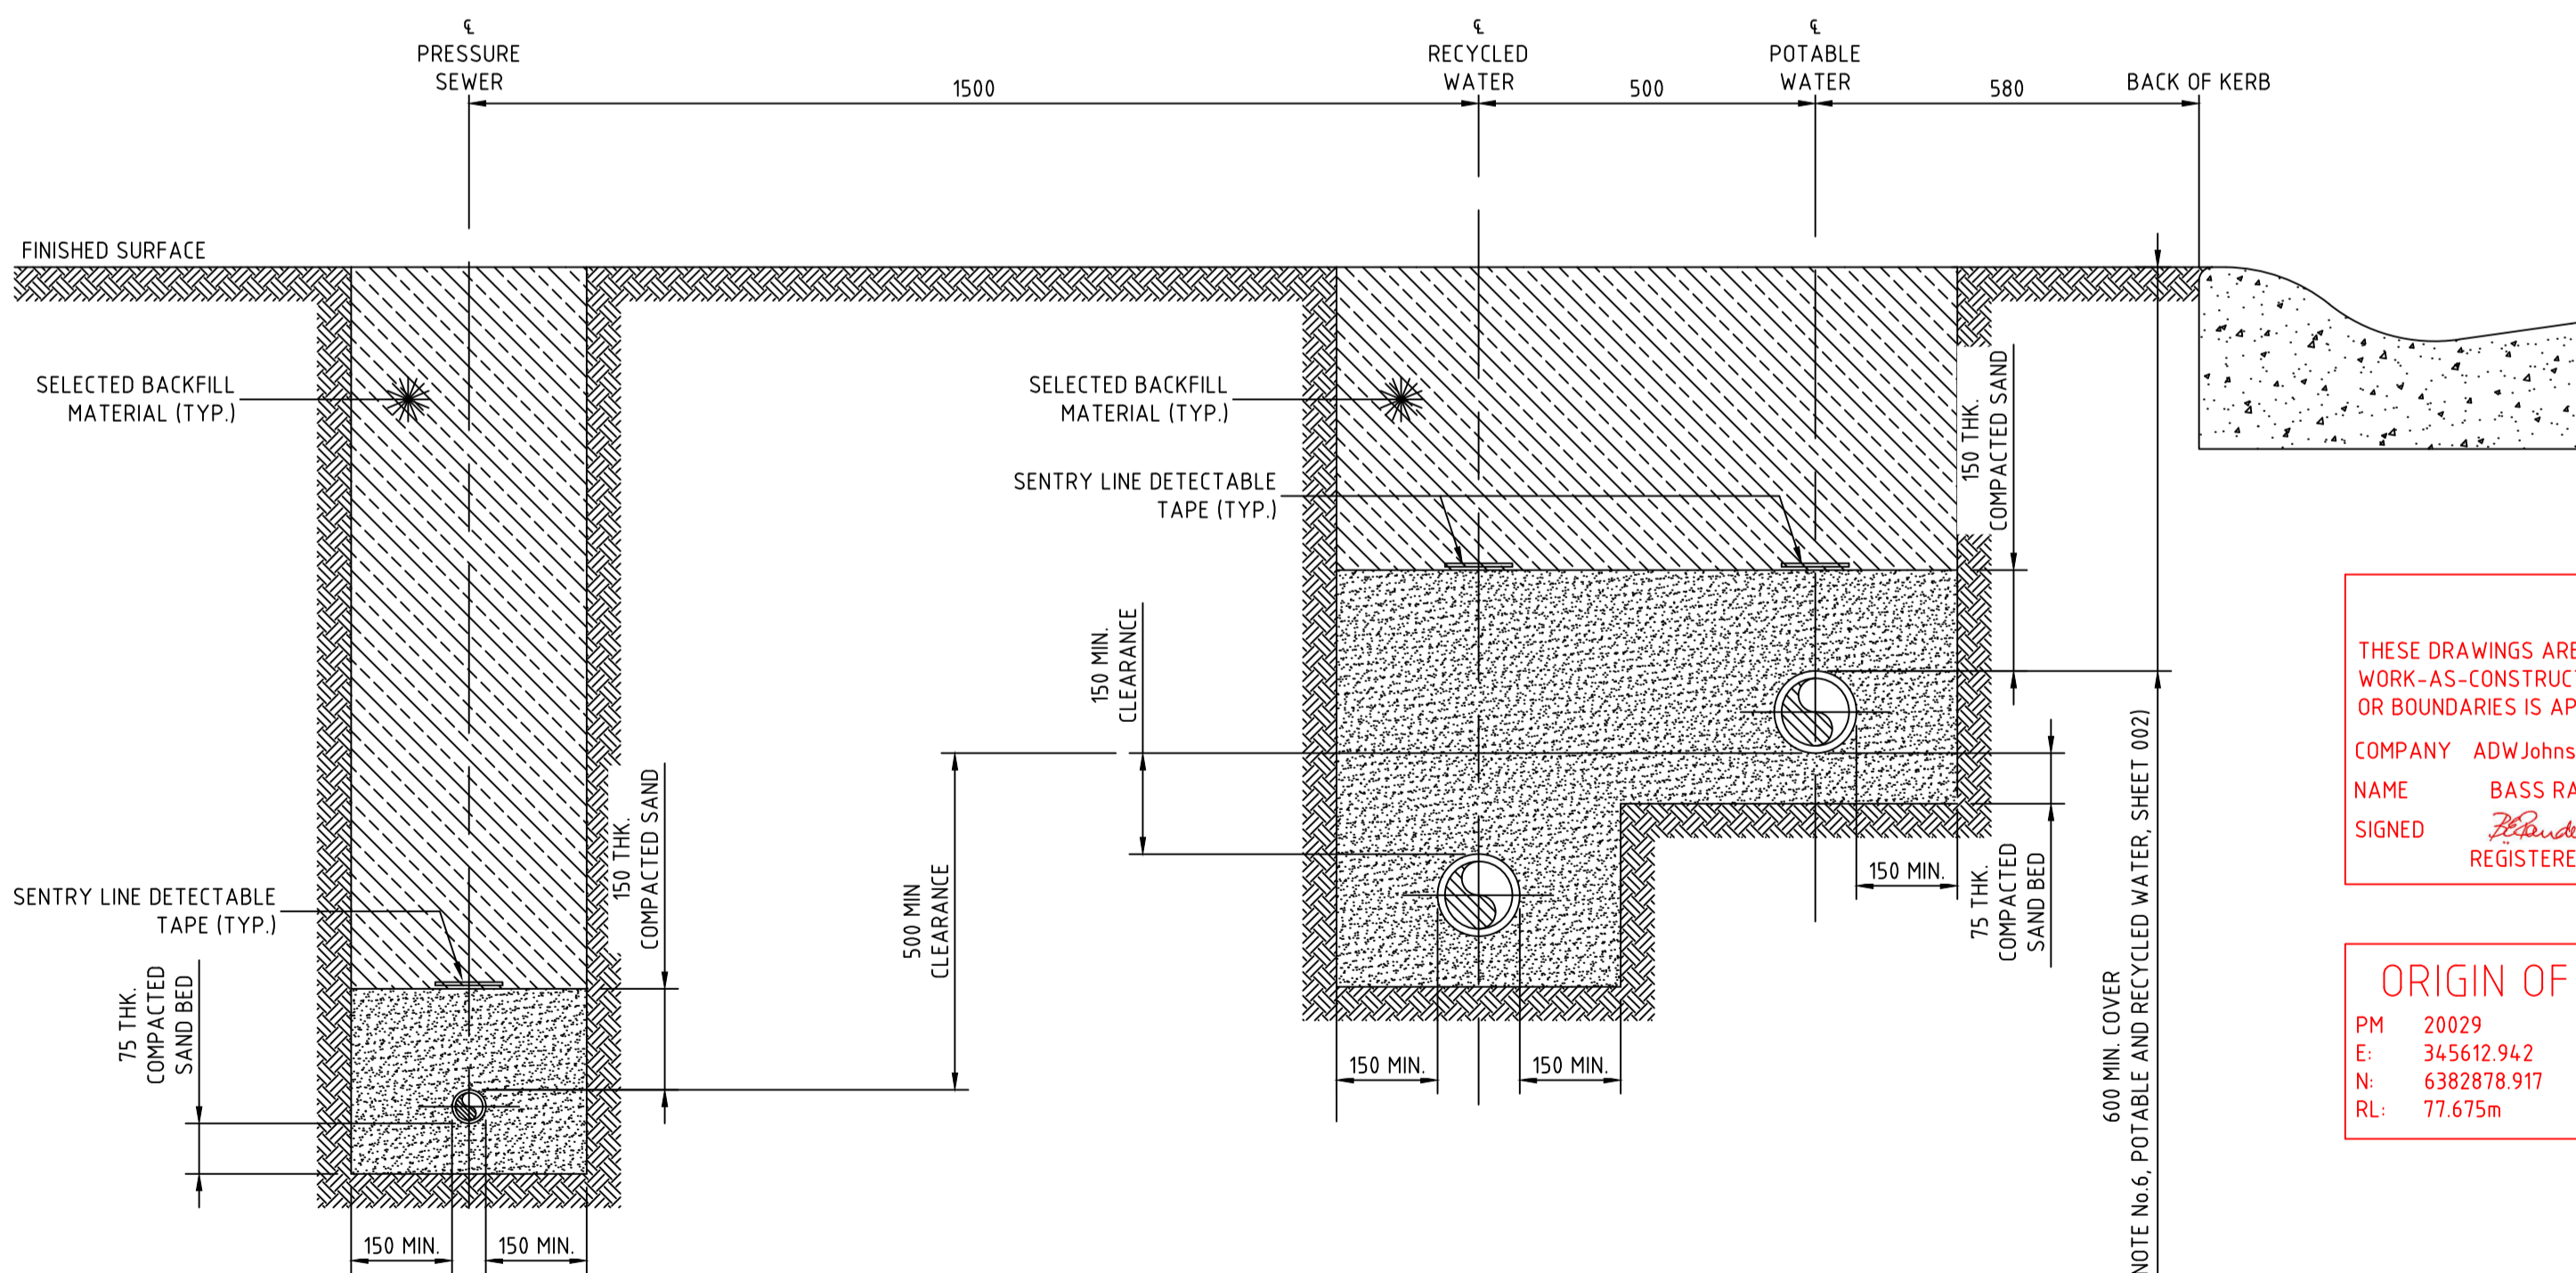 ℄
PRESSURE
SEWER
℄
RECYCLED
WATER
℄
POTABLE
WATER
BACK OF KERB
1500
500
580
FINISHED SURFACE
SELECTED BACKFILL
MATERIAL (TYP.)
SELECTED BACKFILL
MATERIAL (TYP.)
150 THK.
COMPACTED SAND
SENTRY LINE DETECTABLE
TAPE (TYP.)
150 MIN.
CLEARANCE
150 THK.
COMPACTED SAND
500 MIN
CLEARANCE
SENTRY LINE DETECTABLE
TAPE (TYP.)
75 THK.
COMPACTED
SAND BED
150 MIN.
75 THK.
COMPACTED
SAND BED
150 MIN.
150 MIN.
150 MIN.
150 MIN.
600 MIN. COVER
NOTE No.6, POTABLE AND RECYCLED WATER, SHEET 002)
THESE DRAWINGS ARE
WORK-AS-CONSTRUCT
OR BOUNDARIES IS AP
COMPANY ADWJohns
NAME BASS RA
SIGNED
REGISTERE
ORIGIN OF
PM 20029
E: 345612.942
N: 6382878.917
RL: 77.675m